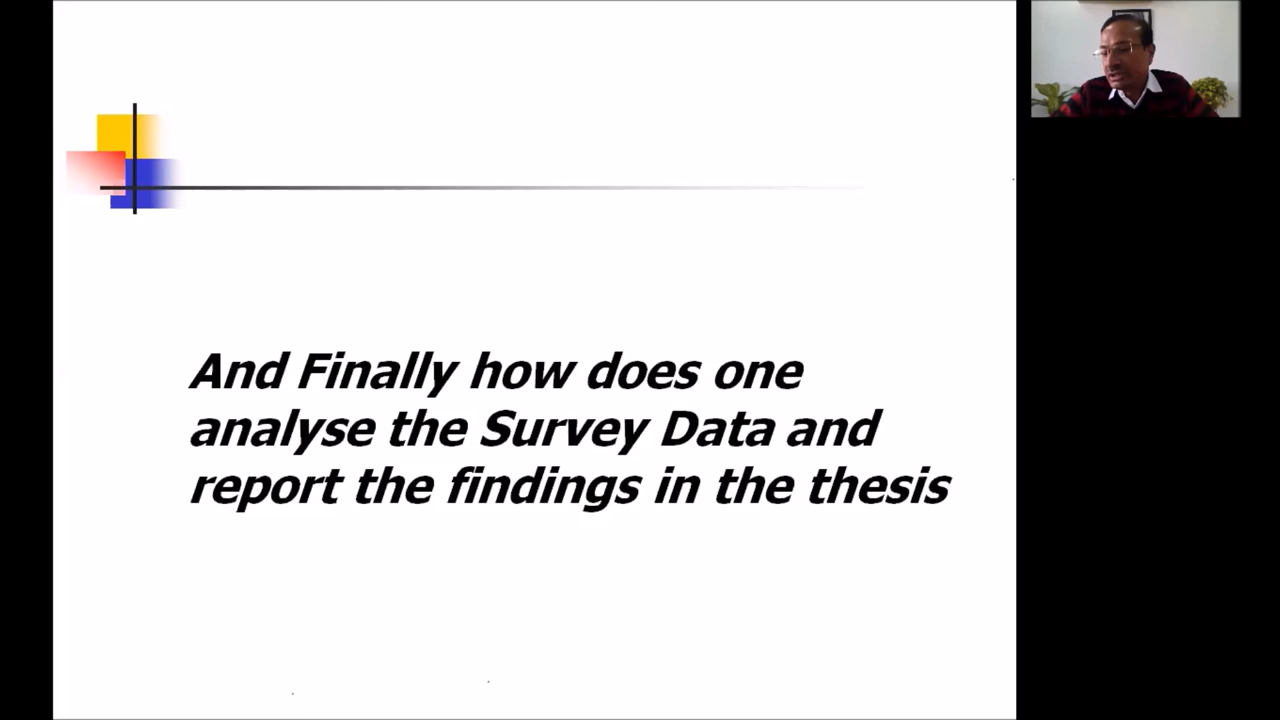 And Finally how does one
analyse the Survey Data and
report the findings in the thesis